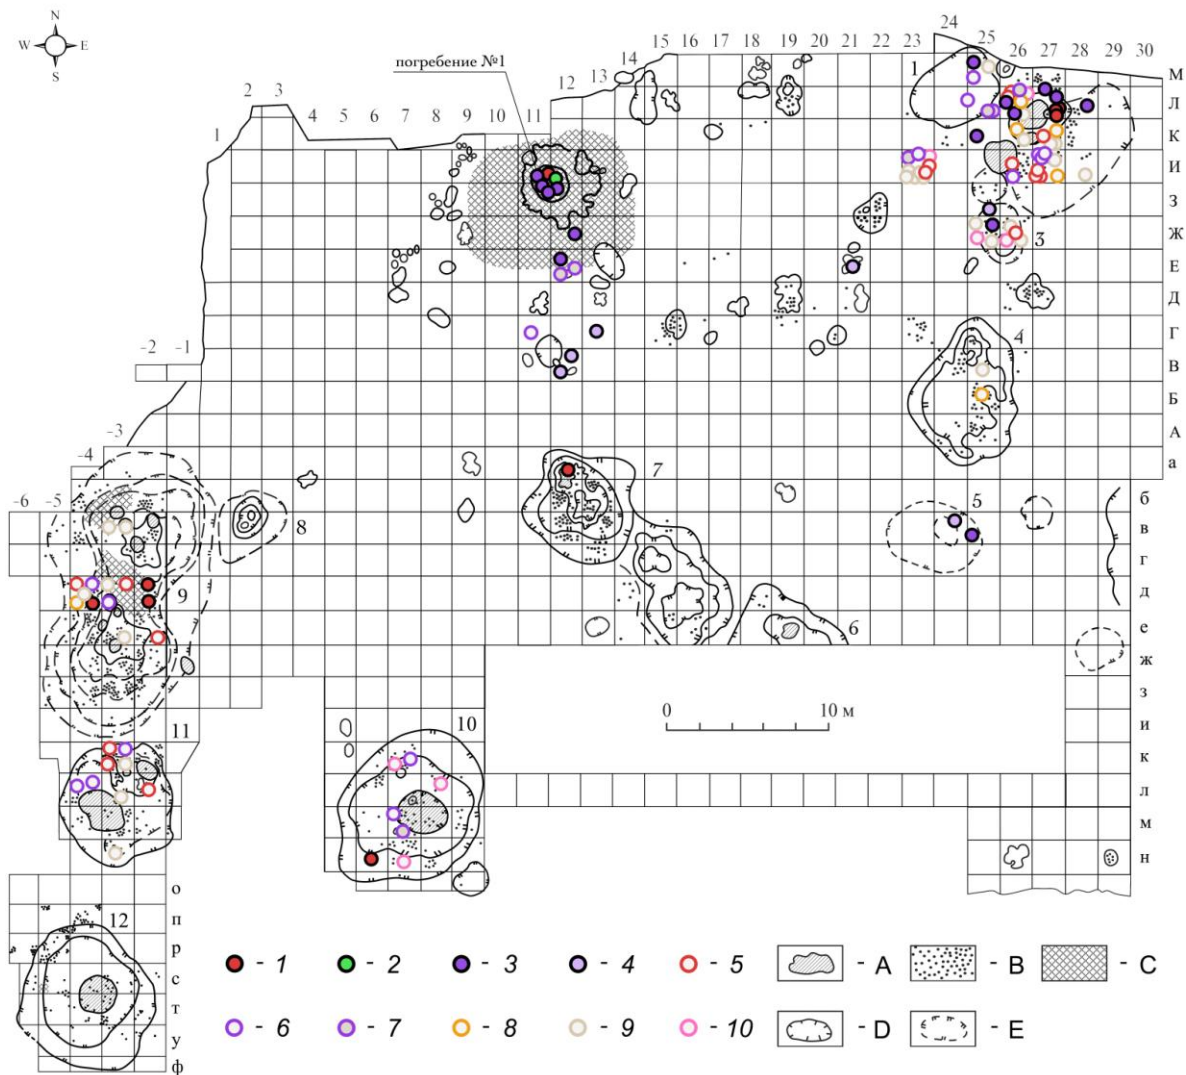 N
W E
S
погребение №1
1 2 3 4 5 6 7 8 9 10 11 12 13 14 15 16 17 18 19 20 21 22 23 24 25 26 27 28 29 30
-2 -1
-3
-4
-6 -5
М
Л
К
И
З
Ж
Е
Д
Г
В
Б
А
а
б
в
г
д
е
ж
з
и
к
л
м
н
о
п
р
с
т
у
ф
1
3
4
5
6
7
8
9
10
11
12
0 10 м
- 1 - 2 - 3 - 4 - 5 - A - B - C
- 6 - 7 - 8 - 9 - 10 - D - E